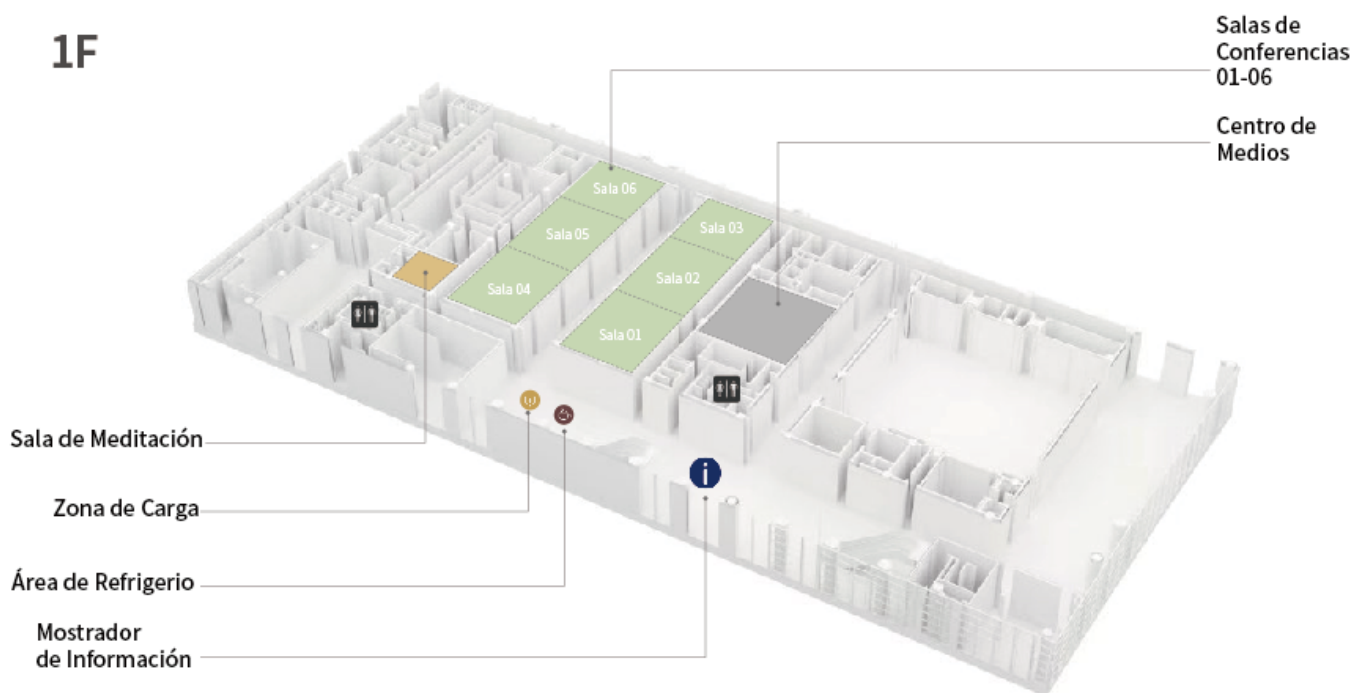 1F
Salas de
Conferencias
01-06
Centro de
Medios
Sala 06
Sala 03
Sala 05
Sala 02
Sala 04
Sala 01
Sala de Meditación
Zona de Carga
i
Área de Refrigerio
Mostrador
de Información